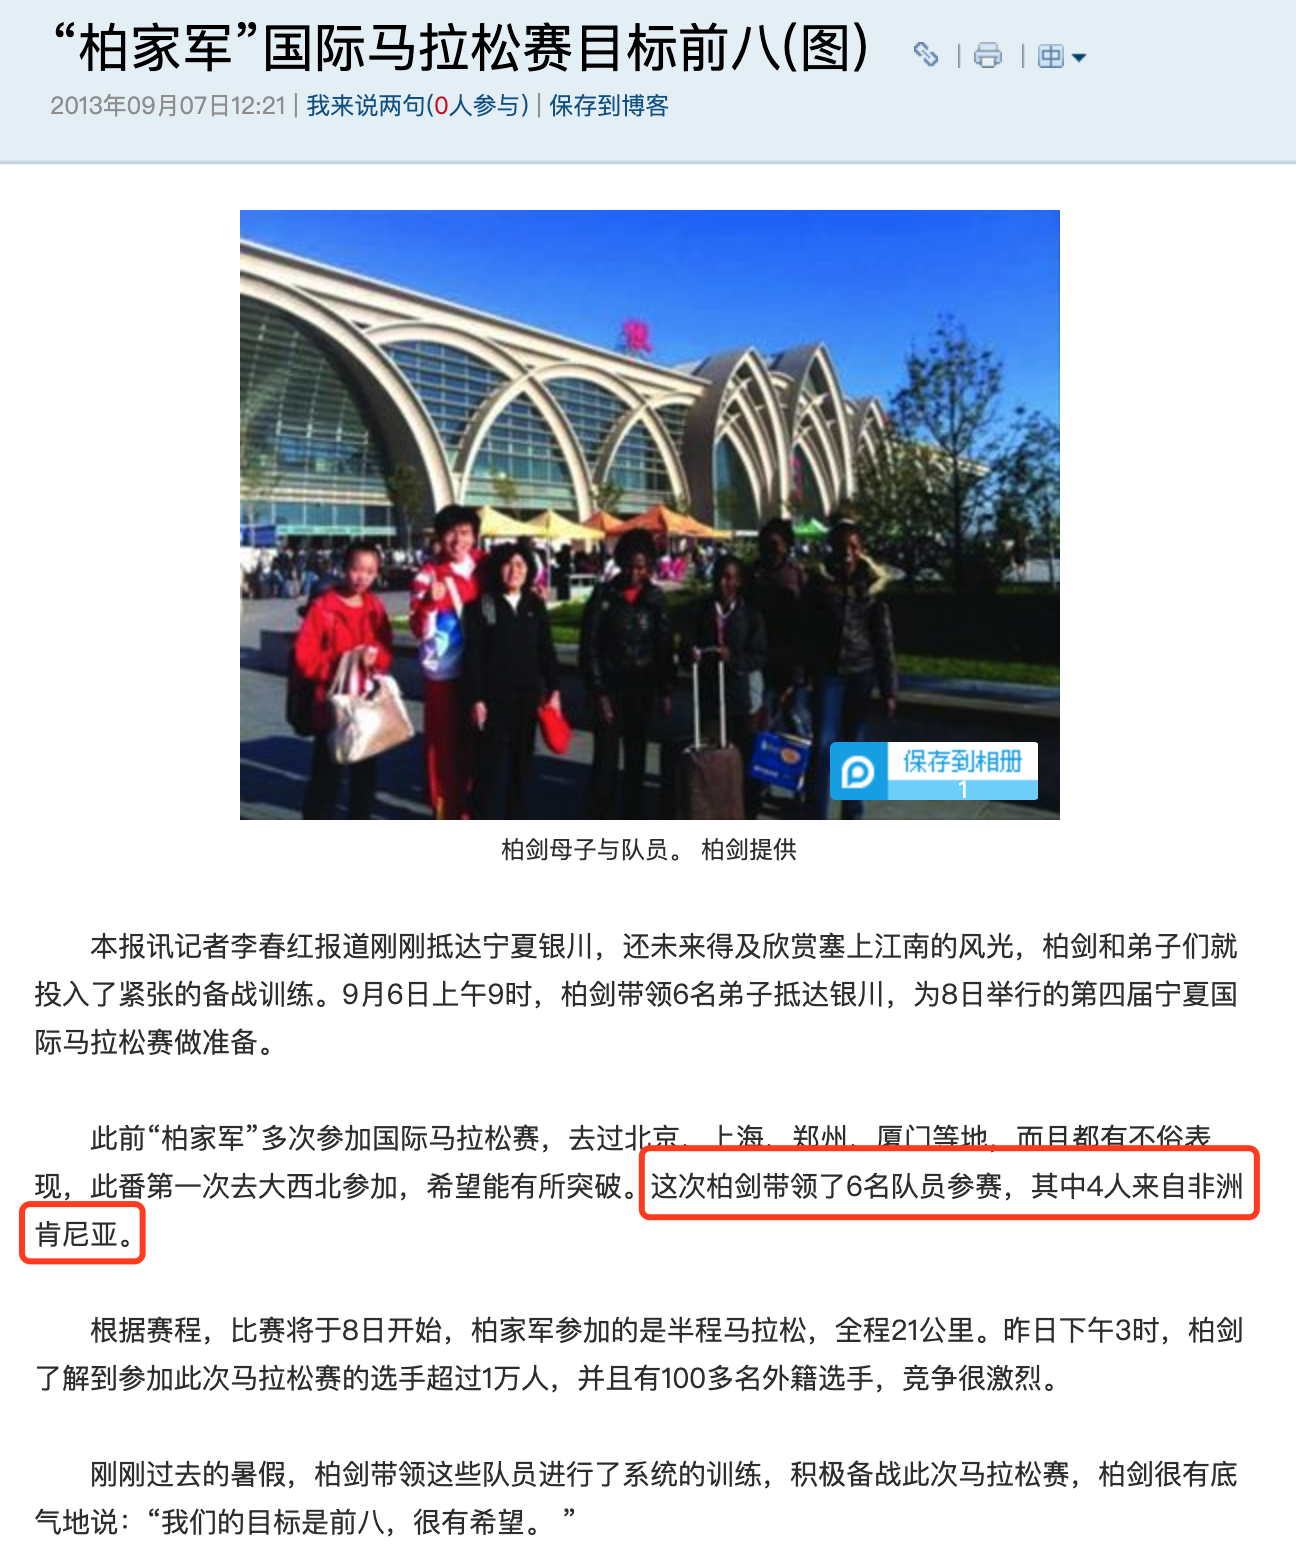 “柏家军”国际马拉松赛目标前八(图)
中
2013年09月07日12:21 | 我来说两句(0人参与) | 保存到博客
保存到相册
1
柏剑母子与队员。 柏剑提供
本报讯记者李春红报道刚刚抵达宁夏银川，还未来得及欣赏塞上江南的风光，柏剑和弟子们就
投入了紧张的备战训练。9月6日上午9时，柏剑带领6名弟子抵达银川，为8日举行的第四届宁夏国
际马拉松赛做准备。
此前“柏家军”多次参加国际马拉松赛，去过北京、上海、郑州、厦门等地，而且都有不俗表
现，此番第一次去大西北参加，希望能有所突破。这次柏剑带领了6名队员参赛，其中4人来自非洲
肯尼亚。
根据赛程，比赛将于8日开始，柏家军参加的是半程马拉松，全程21公里。昨日下午3时，柏剑
了解到参加此次马拉松赛的选手超过1万人，并且有100多名外籍选手，竞争很激烈。
刚刚过去的暑假，柏剑带领这些队员进行了系统的训练，积极备战此次马拉松赛，柏剑很有底
气地说：“我们的目标是前八，很有希望。 ”